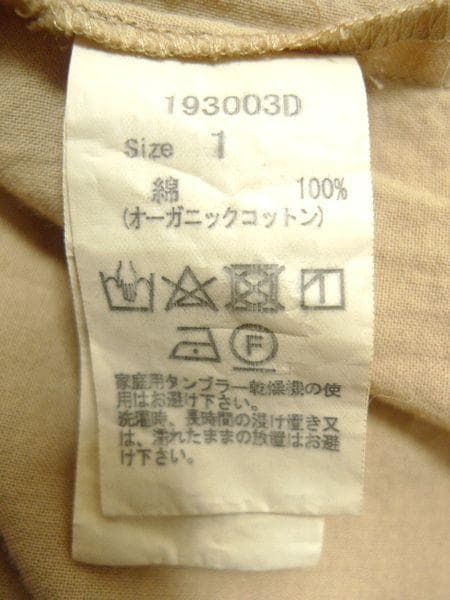 193003D
Size 1
綿 100%
(オーガニックコットン)
F
家庭用タンブラー乾燥機の使
用はお避け下さい。
洗濯時、長時間の浸け置き又
は、濡れたままの放置はお避
け下さい。